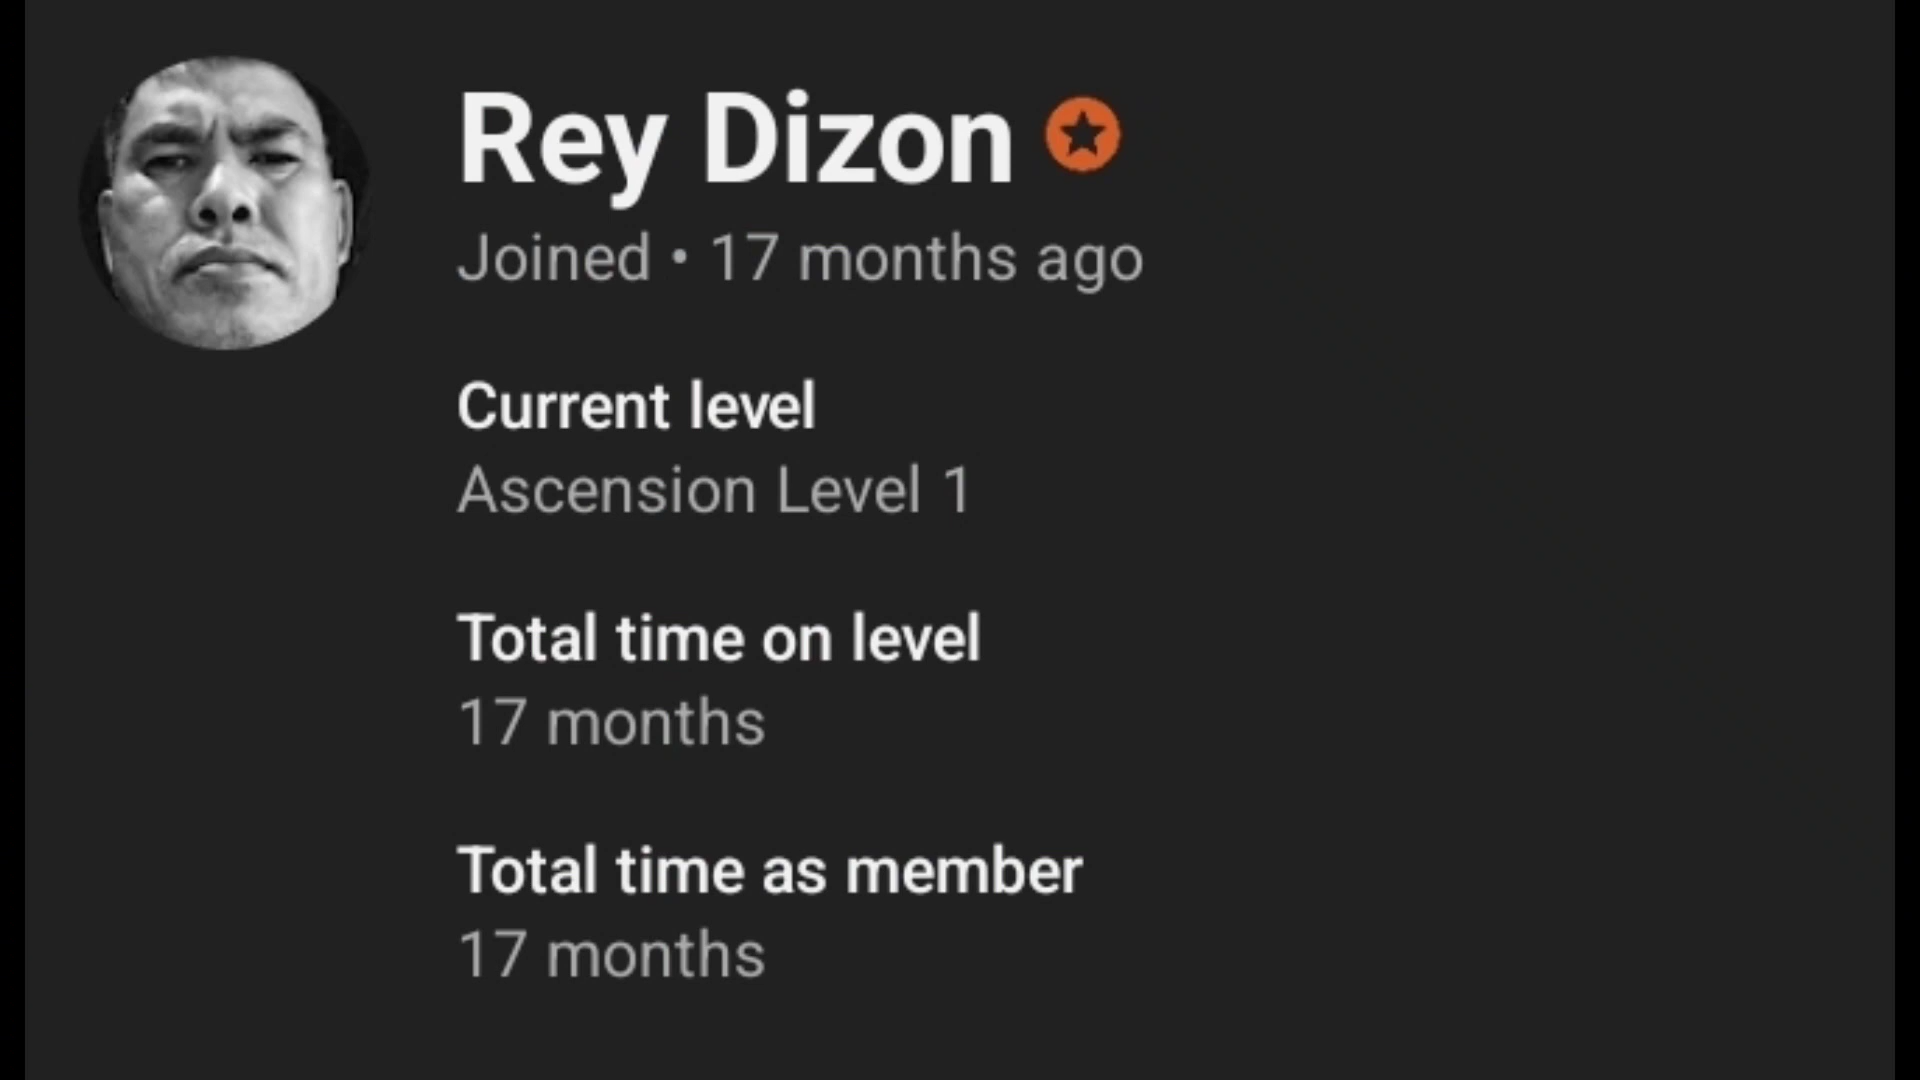 Rey Dizon
Joined • 17 months ago
Current level
Ascension Level 1
Total time on level
17 months
Total time as member
17 months